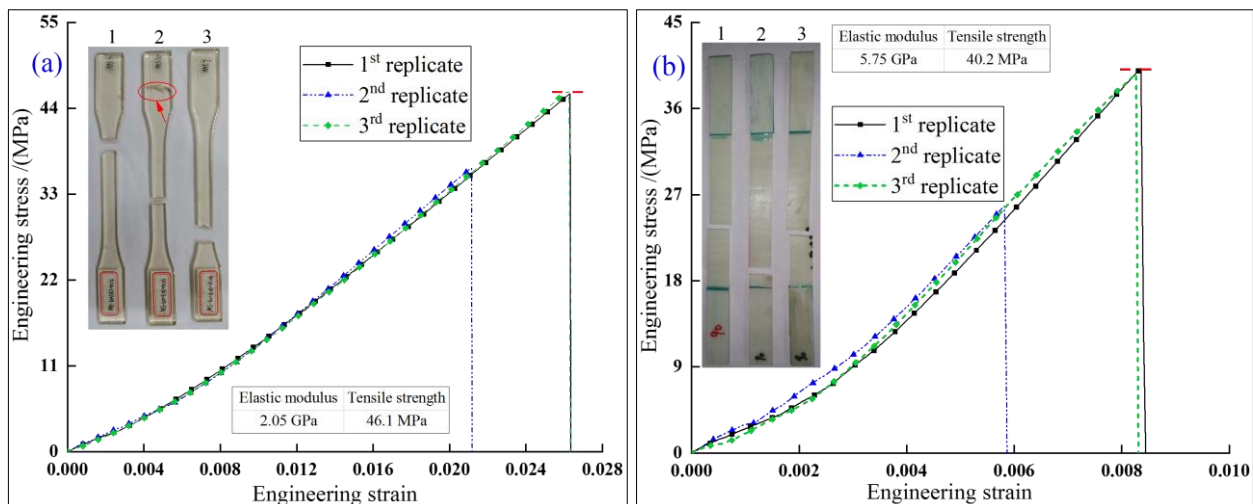 (a)
1 2 3
1st replicate
2nd replicate
3rd replicate
Elastic modulus Tensile strength
2.05 GPa 46.1 MPa
Engineering stress /(MPa)
55
44
33
22
11
0
0.000 0.004 0.008 0.012 0.016 0.020 0.024 0.028
Engineering strain
(b)
1 2 3
Elastic modulus Tensile strength
5.75 GPa 40.2 MPa
1st replicate
2nd replicate
3rd replicate
90
Engineering stress /(MPa)
45
36
27
18
9
0
0.000 0.002 0.004 0.006 0.008 0.010
Engineering strain